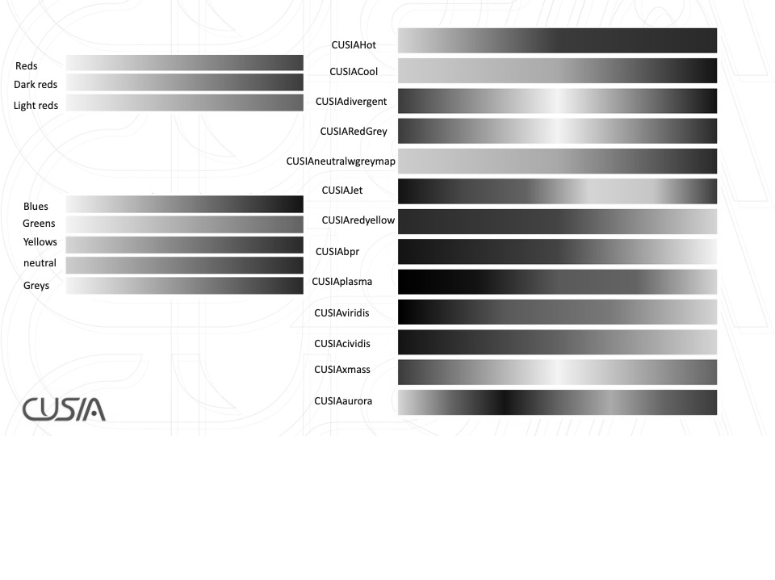 Reds
Dark reds
Light reds
Blues
Greens
Yellows
neutral
Greys
CUSIAHot
CUSIACool
CUSIAdivergent
CUSIARedGrey
CUSIAneutralwgreymap
CUSIAJet
CUSIAredyellow
CUSIAbpr
CUSIAplasma
CUSIAviridis
CUSIAcividis
CUSIAxmass
CUSIAaurora
CUSIA